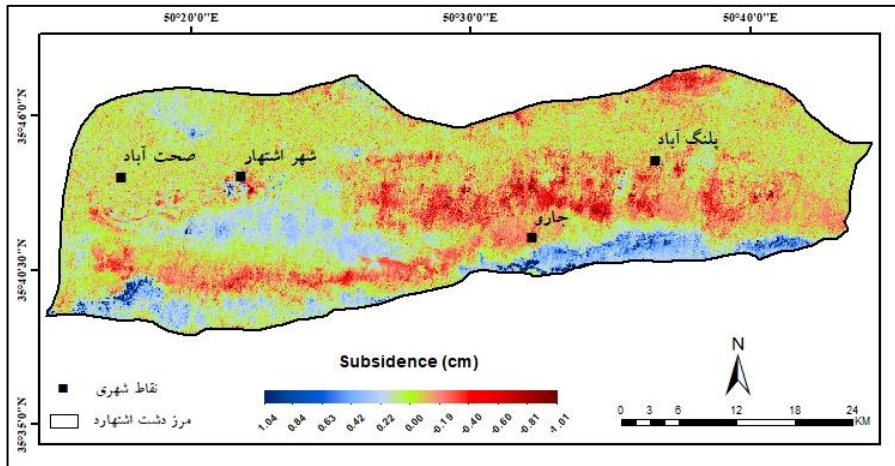 50°20'0"E 50°30'0"E 50°40'0"E
35°46'0"N
35°40'30"N
35°35'0"N
پلنگ آباد
شهر اشتهار
صحت آباد
جارو
Subsidence (cm)
1.04 0.84 0.63 0.42 0.22 0.00 -0.19 -0.40 -0.60 -0.81 -1.01
نقاط شهری
مرز دشت اشتهارد
N
0 3 6 12 18 24
KM